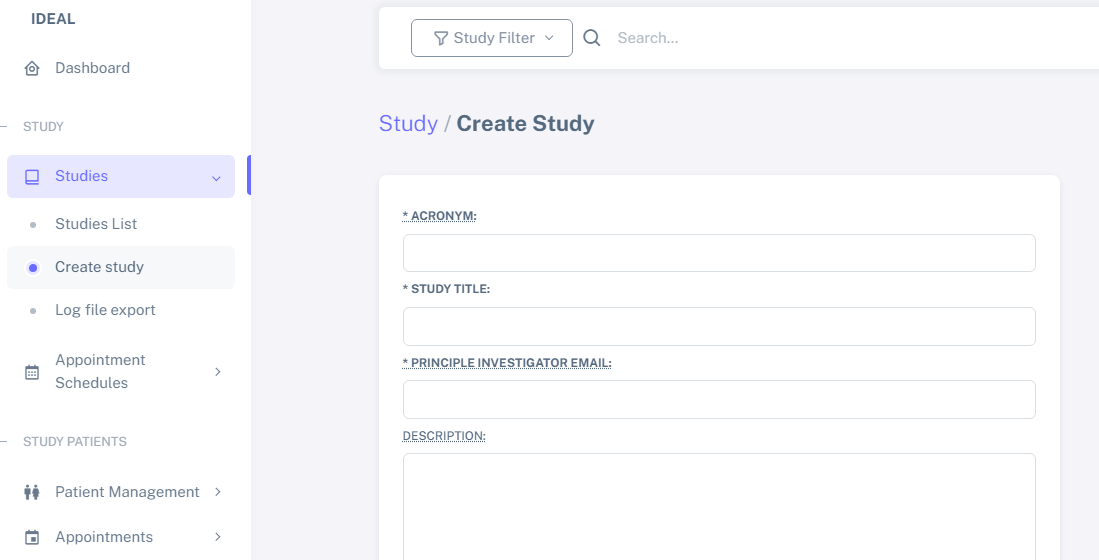 IDEAL
Dashboard
STUDY
Studies
Studies List
Create study
Log file export
Appointment
Schedules
STUDY PATIENTS
Patient Management
Appointments
Study Filter
Search...
Study / Create Study
* ACRONYM:
* STUDY TITLE:
* PRINCIPLE INVESTIGATOR EMAIL:
DESCRIPTION: